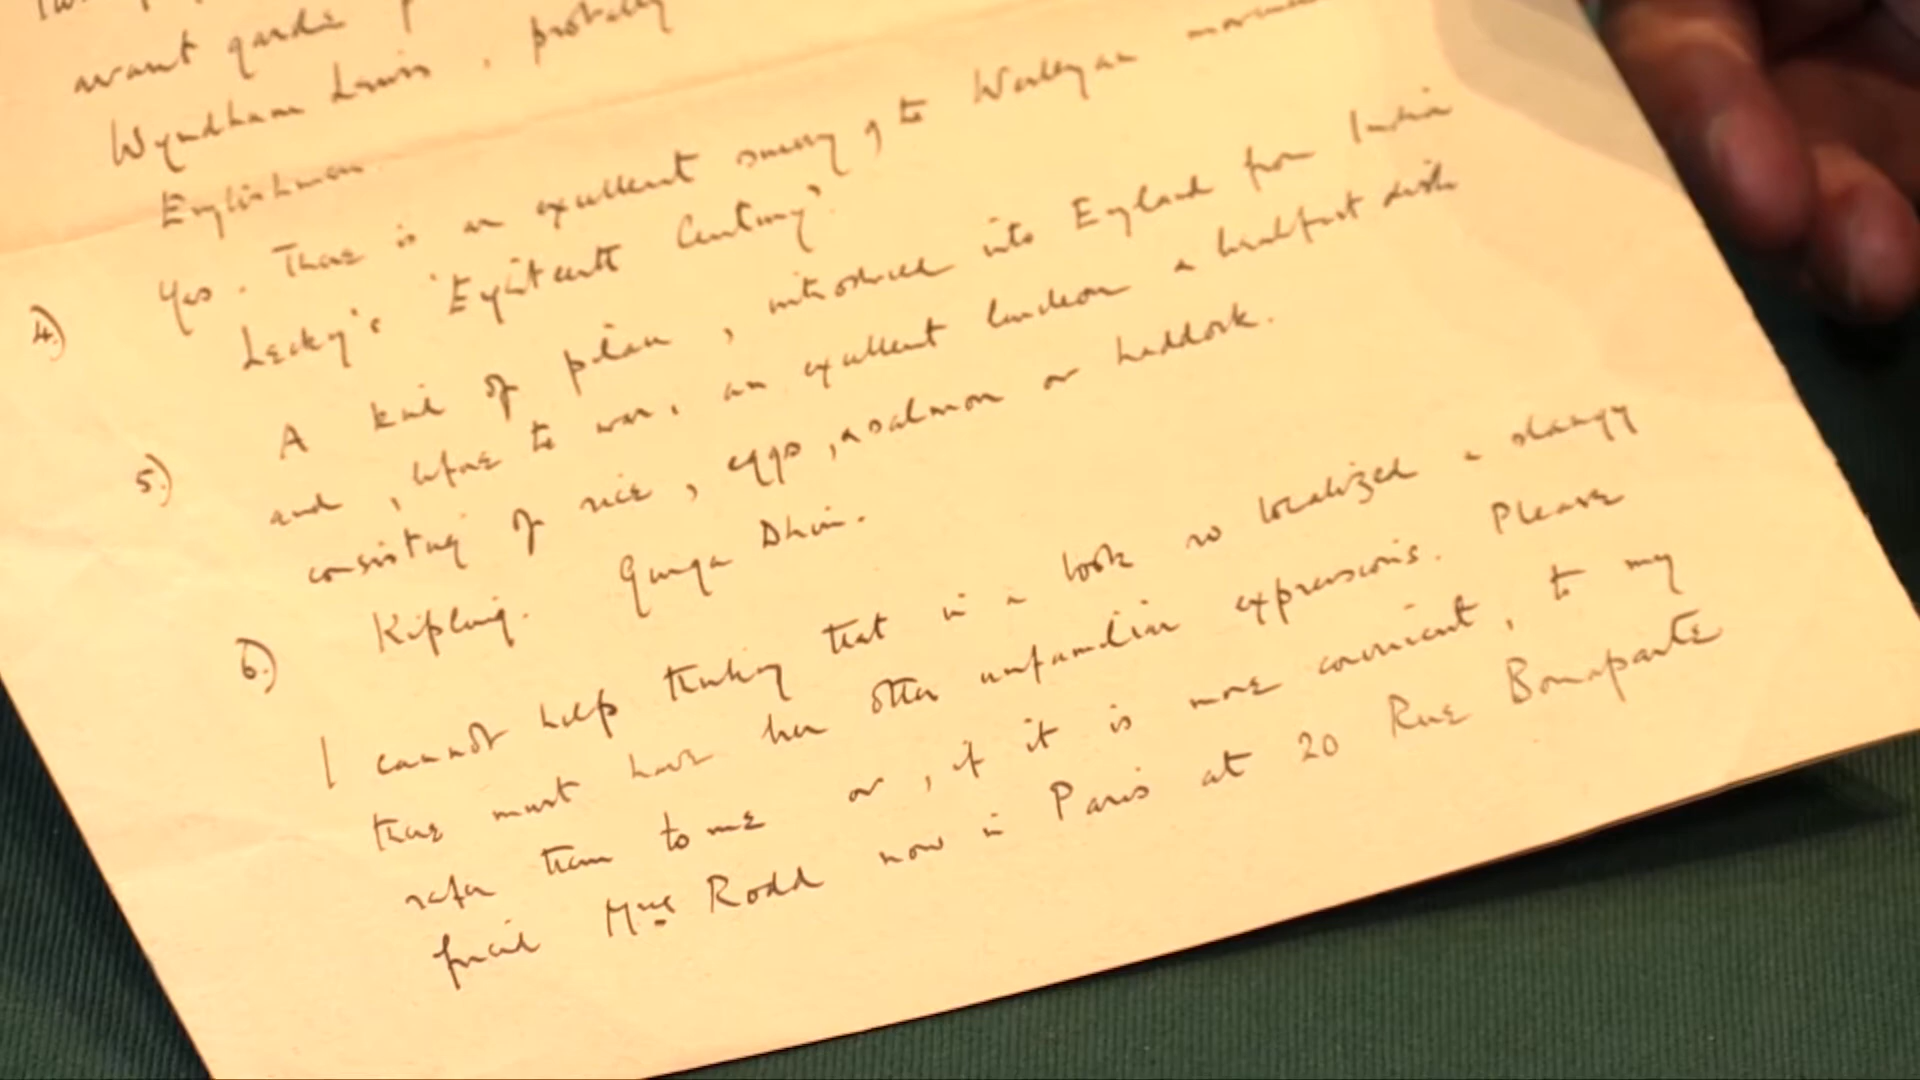 avant garde
Wyndham Lewis, probably
Englishman.
4.) Yes. There is an excellent summary of the Wesleyan
Lecky's 'Eighteenth Century'.
5.) A kind of pilau, introduced into England from India
and, before the war, an excellent luncheon or breakfast dish
consisting of rice, eggs, & salmon or haddock.
6.) Kipling. Gunga Dhin.
I cannot help thinking that in a book so localized & slangy
there must have been other unfamiliar expressions. Please
refer them to me or, if it is more convenient, to my
friend Mrs Rodd now in Paris at 20 Rue Bonaparte